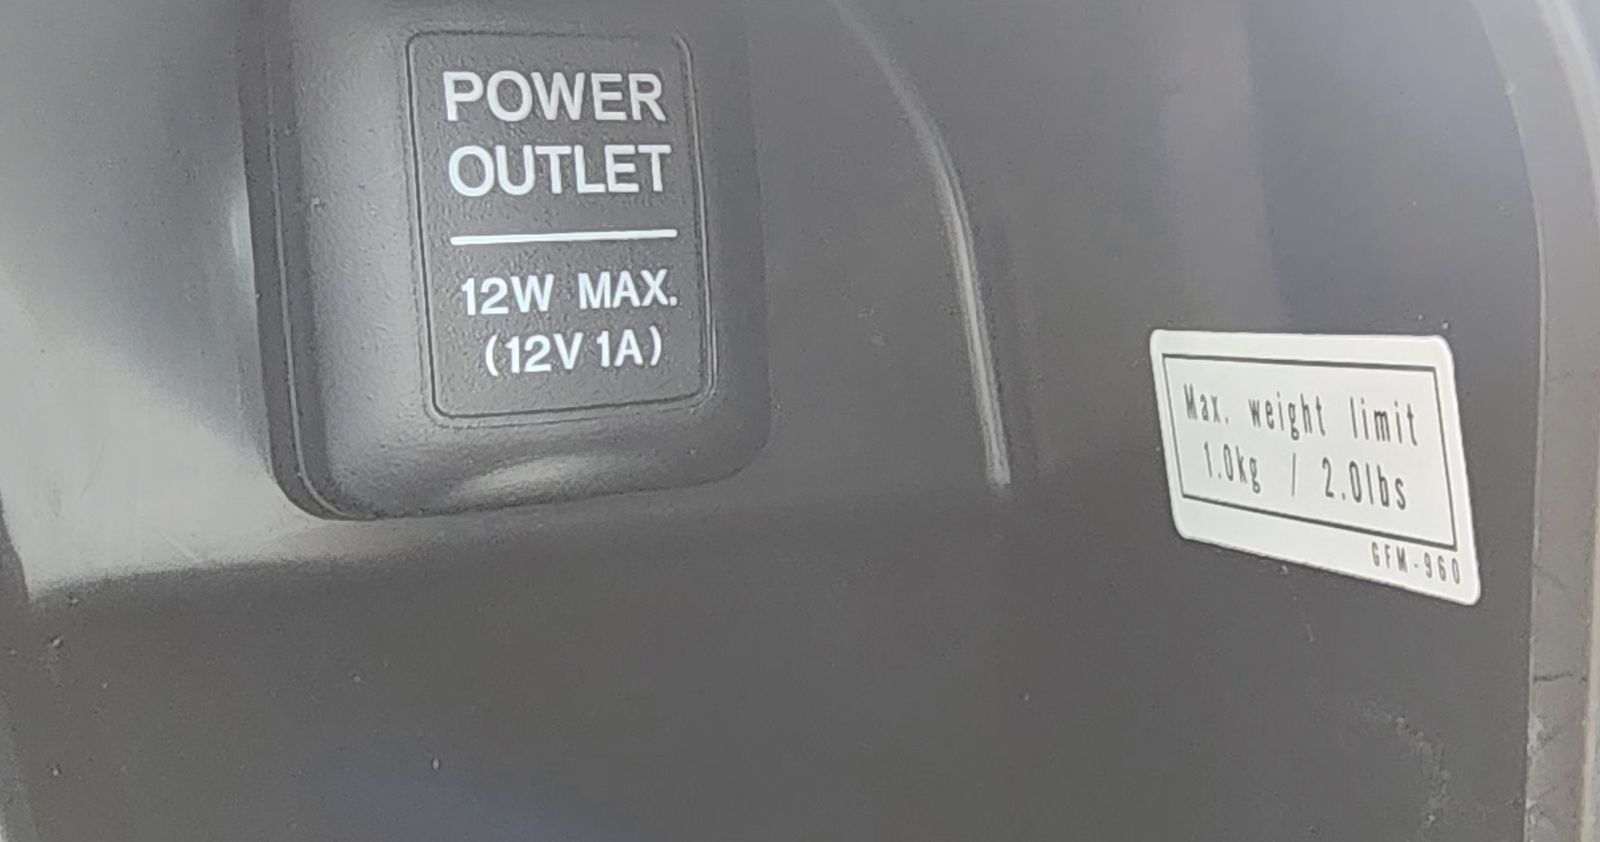 POWER
OUTLET
12W MAX.
(12V 1A)
Max. weight limit
1.0kg / 2.0lbs
GFM-960